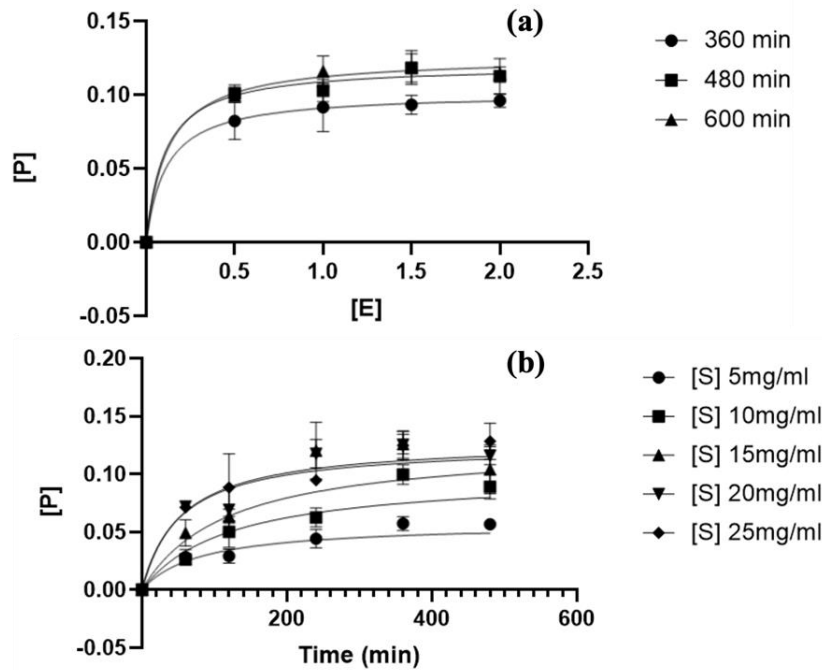 (a)
0.15
0.10
0.05
0.00
-0.05
[P]
0.5 1.0 1.5 2.0 2.5
[E]
360 min
480 min
600 min
(b)
0.20
0.15
0.10
0.05
0.00
-0.05
[P]
200 400 600
Time (min)
[S] 5mg/ml
[S] 10mg/ml
[S] 15mg/ml
[S] 20mg/ml
[S] 25mg/ml